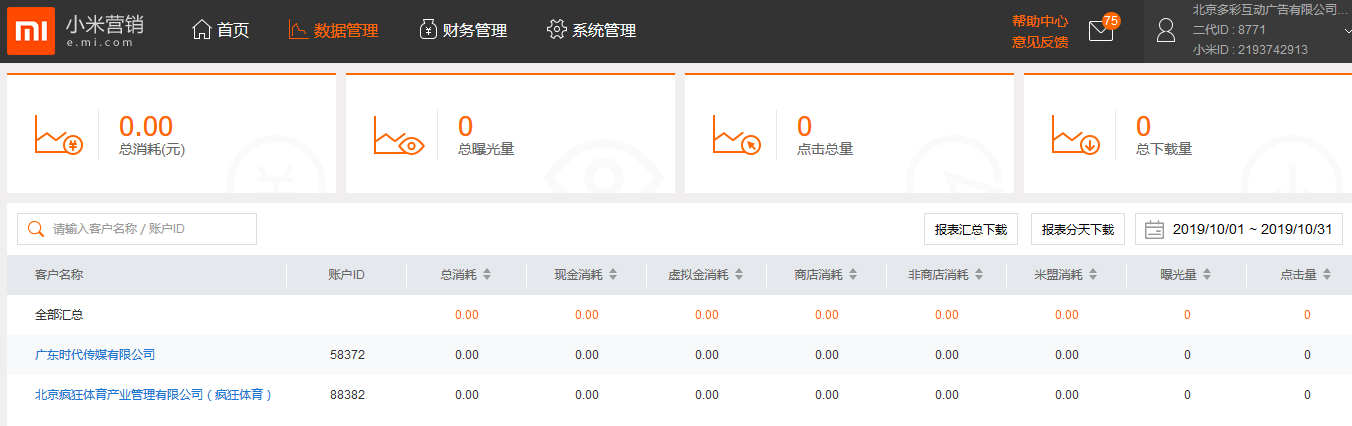 小米营销
e.mi.com
首页
数据管理
财务管理
系统管理
帮助中心
意见反馈
75
北京多彩互动广告有限公司...
二代ID : 8771
小米ID : 2193742913
0.00
总消耗(元)
0
总曝光量
0
点击总量
0
总下载量
请输入客户名称 / 账户ID
报表汇总下载
报表分天下载
2019/10/01 ~ 2019/10/31
客户名称 账户ID 总消耗 现金消耗 虚拟金消耗 商店消耗 非商店消耗 米盟消耗 曝光量 点击量
全部汇总 0.00 0.00 0.00 0.00 0.00 0.00 0 0
广东时代传媒有限公司 58372 0.00 0.00 0.00 0.00 0.00 0.00 0 0
北京疯狂体育产业管理有限公司（疯狂体育） 88382 0.00 0.00 0.00 0.00 0.00 0.00 0 0